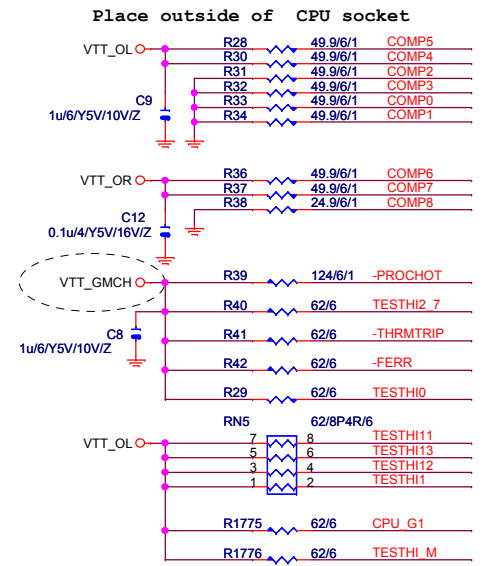 Place outside of CPU socket
VTT_OL R28 49.9/6/1 COMP5
R30 49.9/6/1 COMP4
R31 49.9/6/1 COMP2
C9 R32 49.9/6/1 COMP3
1u/6/Y5V/10V/Z R33 49.9/6/1 COMP0
R34 49.9/6/1 COMP1
VTT_OR R36 49.9/6/1 COMP6
R37 49.9/6/1 COMP7
R38 24.9/6/1 COMP8
C12
0.1u/4/Y5V/16V/Z
VTT_GMCH R39 124/6/1 -PROCHOT
R40 62/6 TESTHI2_7
C8 R41 62/6 -THRMTRIP
1u/6/Y5V/10V/Z
R42 62/6 -FERR
R29 62/6 TESTHI0
RN5 62/8P4R/6
VTT_OL 7 8 TESTHI11
5 6 TESTHI13
3 4 TESTHI12
1 2 TESTHI1
R1775 62/6 CPU_G1
R1776 62/6 TESTHI_M